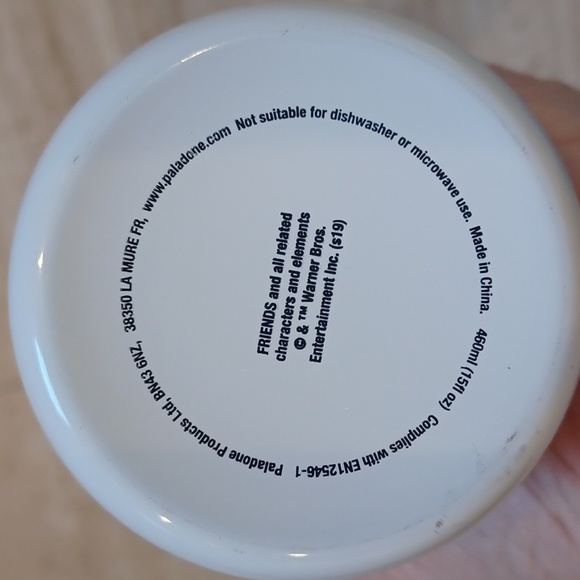 Paladone Products Ltd, BN43 6NZ, 38350 LA MURE FR, www.paladone.com Not suitable for dishwasher or microwave use. Made in China. 460ml (15fl oz) Complies with EN12546-1
FRIENDS and all related
characters and elements
© & ™ Warner Bros.
Entertainment Inc. (s19)